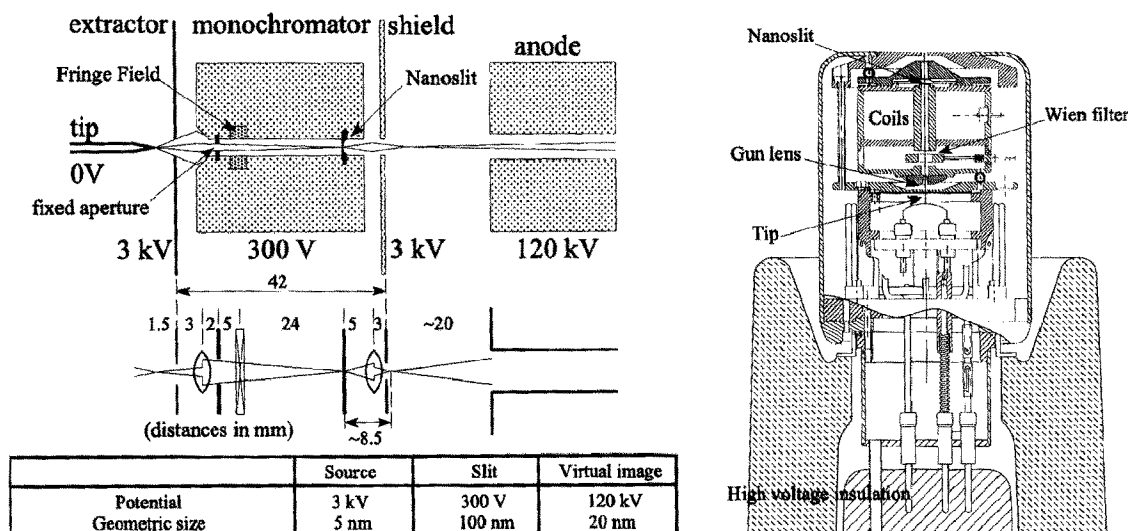 extractor monochromator shield
anode
Fringe Field
Nanoslit
tip
0V
fixed aperture
3 kV 300 V 3 kV 120 kV
42
1.5 3 2 5 24 5 3 ~20
(distances in mm)
~8.5
Source Slit Virtual image
Potential 3 kV 300 V 120 kV
Geometric size 5 nm 100 nm 20 nm
Nanoslit
Coils
Wien filter
Gun lens
Tip
High voltage insulation